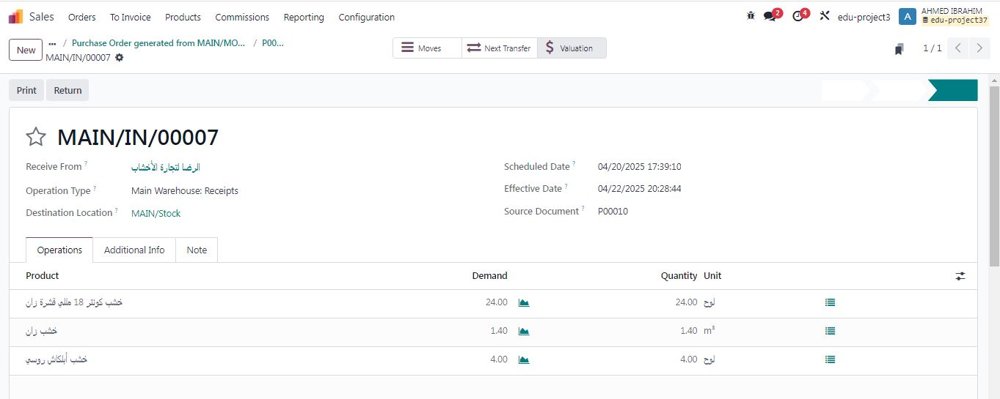 Sales Orders To Invoice Products Commissions Reporting Configuration 2 4 edu-project3 A AHMED IBRAHIM
edu-project37
New ... / Purchase Order generated from MAIN/MO... / P00... Moves Next Transfer $ Valuation 1 / 1
MAIN/IN/00007
Print Return
MAIN/IN/00007
Receive From ? الرضا لتجارة الأخشاب Scheduled Date ? 04/20/2025 17:39:10
Operation Type ? Main Warehouse: Receipts Effective Date ? 04/22/2025 20:28:44
Destination Location ? MAIN/Stock Source Document ? P00010
Operations Additional Info Note
Product Demand Quantity Unit
خشب كونتر 18 مللي قشرة زان 24.00 24.00 لوح
خشب زان 1.40 1.40 m³
خشب أبلكاش روسي 4.00 4.00 لوح